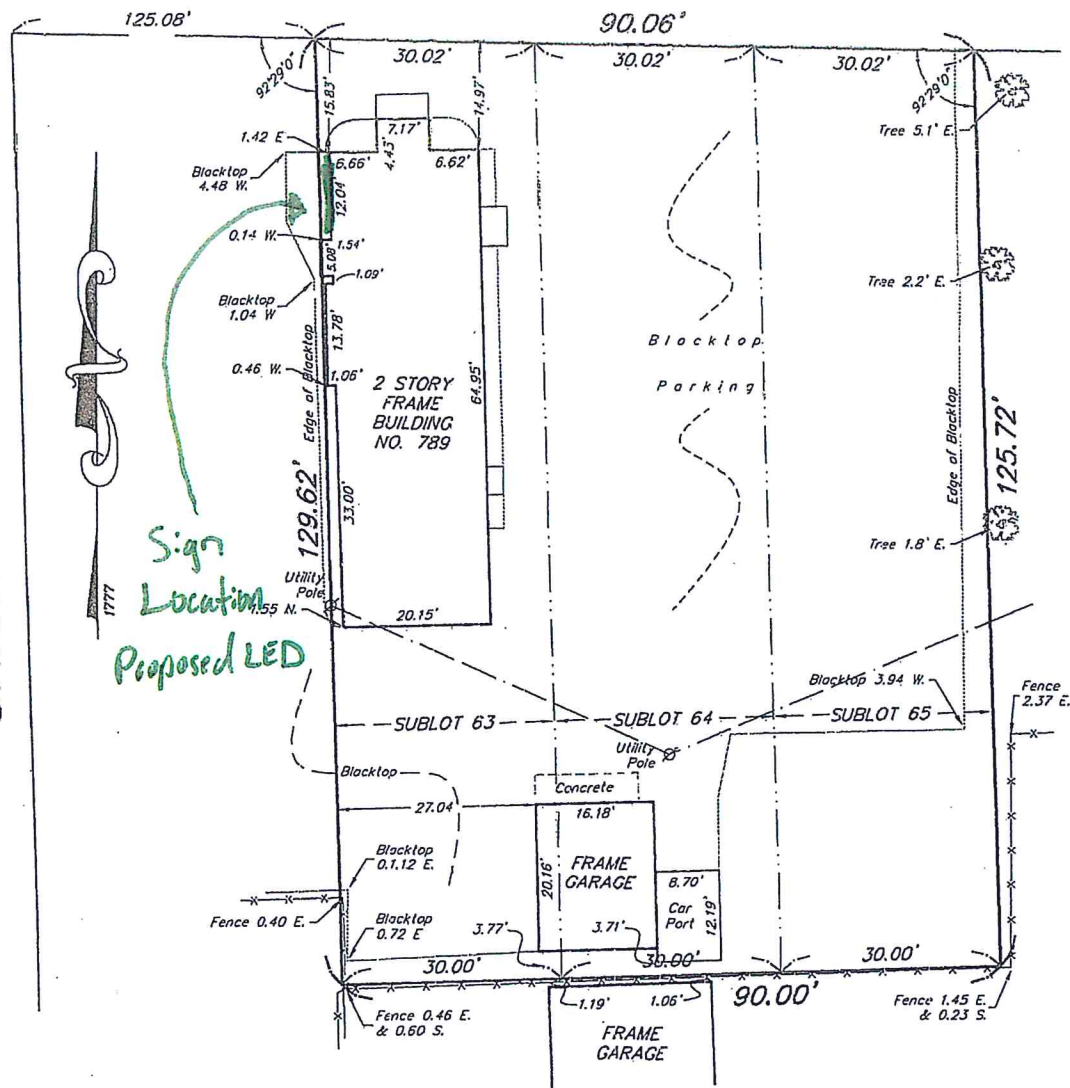 125.08'
90.06'
30.02'
30.02'
30.02'
92°29'0"
15.83'
14.97'
92°29'0"
Tree 5.1' E.
1.42 E
7.17'
4.43'
6.66'
6.62'
Blacktop
4.48 W.
12.04'
0.14 W.
1.54'
5.08'
1.09'
Tree 2.2' E.
Blacktop
1.04 W
13.78'
Blacktop
Parking
0.46 W.
1.06'
Edge of Blacktop
2 STORY
FRAME
BUILDING
NO. 789
64.95'
Edge of Blacktop
125.72'
129.62'
33.00'
Sign
Location
Proposed LED
Tree 1.8' E.
1777
Utility
Pole
1.55 N.
20.15'
Blacktop 3.94 W.
Fence
2.37 E.
SUBLOT 63
SUBLOT 64
SUBLOT 65
Utility
Pole
Blacktop
Concrete
27.04
16.18'
Blacktop
0.1.12 E.
20.16'
FRAME
GARAGE
8.70'
Car
Port
12.19'
Fence 0.40 E.
Blacktop
0.72 E
3.77'
3.71'
30.00'
30.00'
30.00'
90.00'
1.19'
1.06'
Fence 0.46 E.
& 0.60 S.
Fence 1.45 E.
& 0.23 S.
FRAME
GARAGE